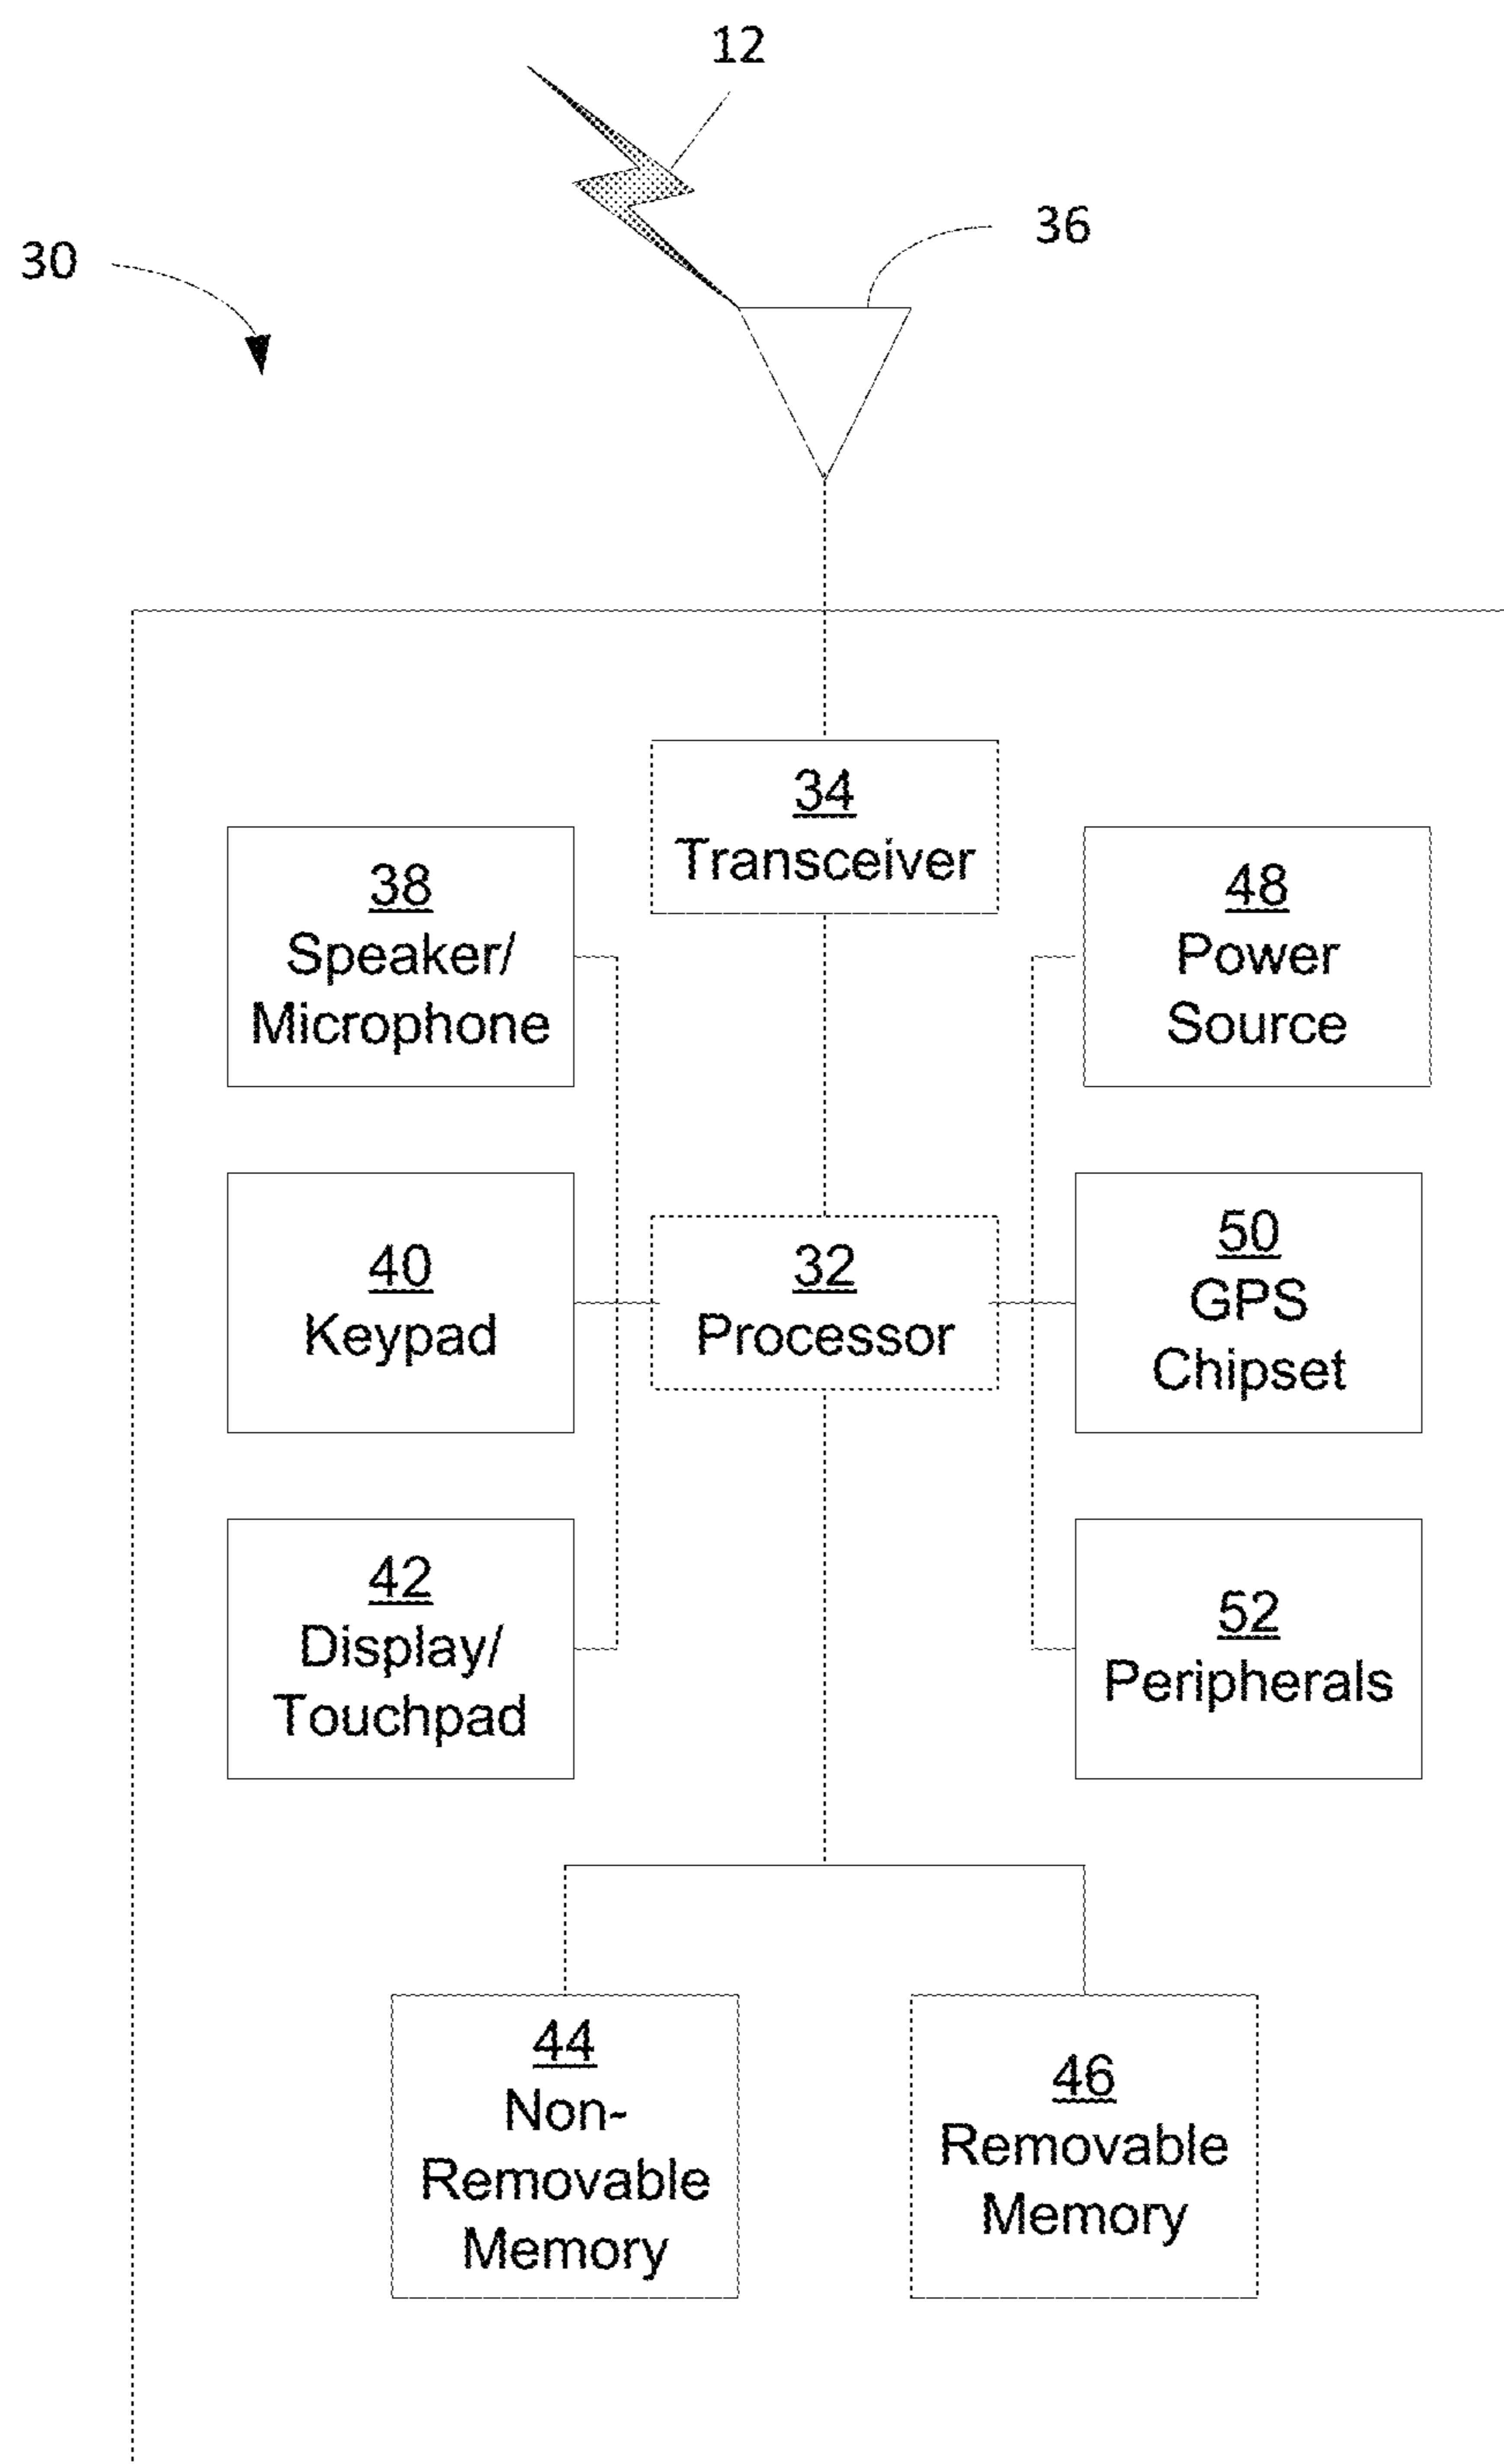 12
36
30
34
Transceiver
38
Speaker/
Microphone
48
Power
Source
40
Keypad
32
Processor
50
GPS
Chipset
42
Display/
Touchpad
52
Peripherals
44
Non-
Removable
Memory
46
Removable
Memory